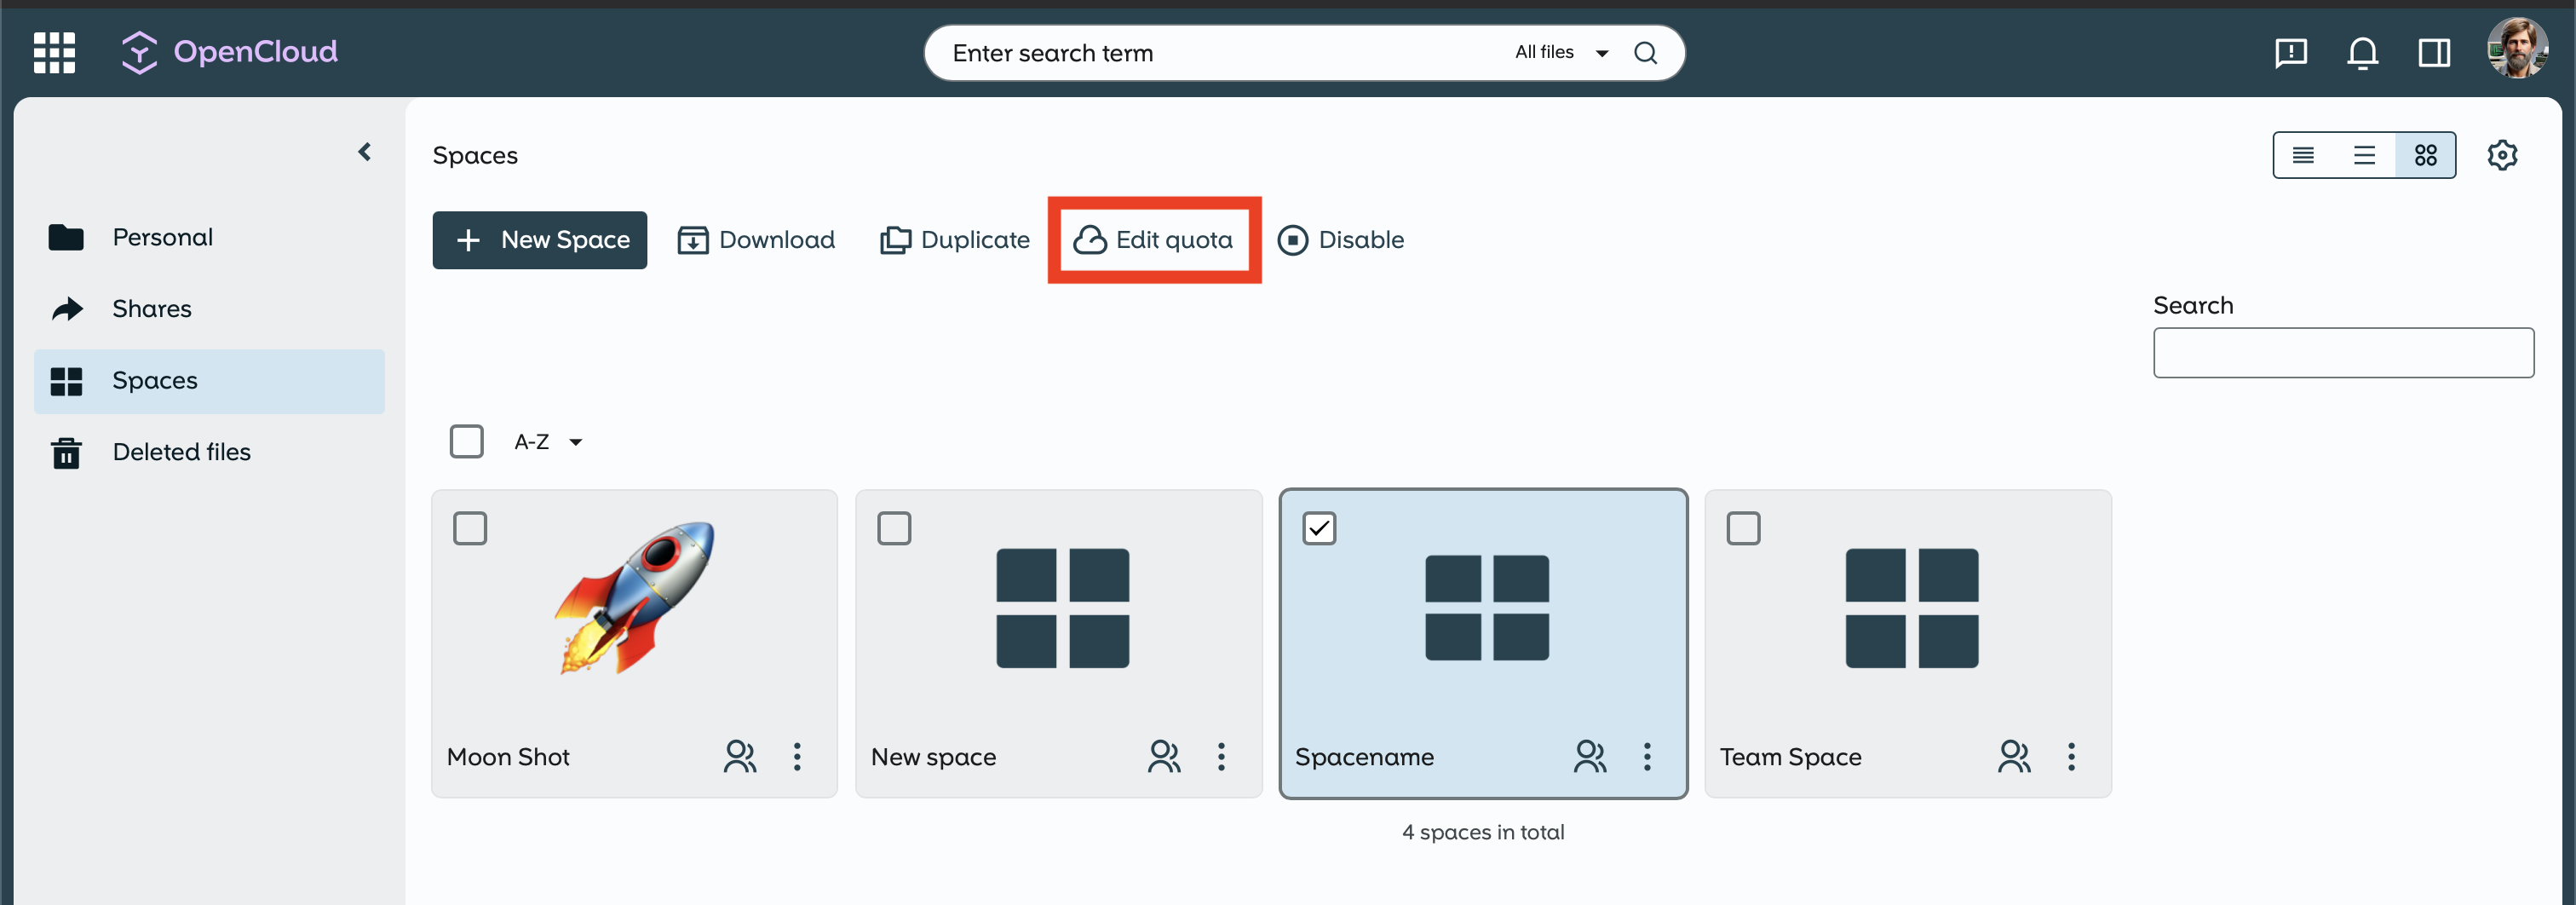 OpenCloud
Enter search term
All files
Spaces
Personal
Shares
Spaces
Deleted files
New Space
Download
Duplicate
Edit quota
Disable
Search
A-Z
Moon Shot
New space
Spacename
Team Space
4 spaces in total